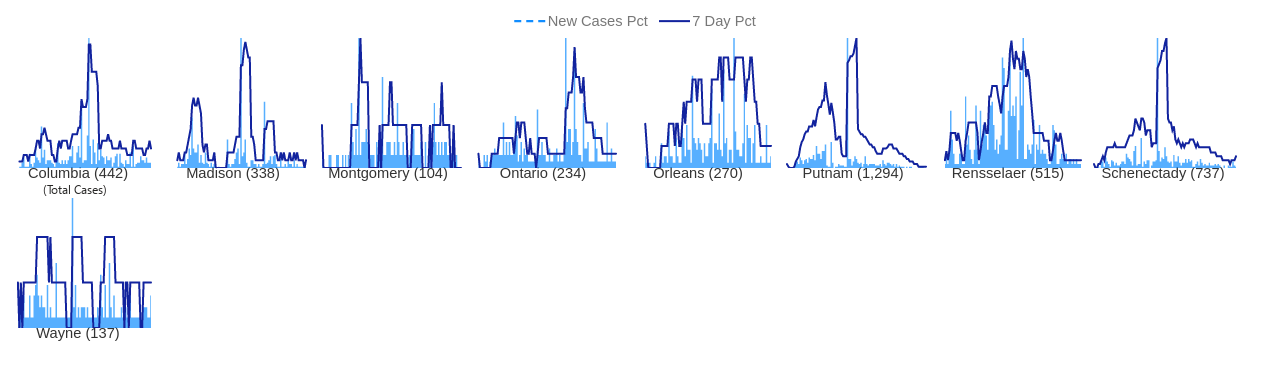 New Cases Pct 7 Day Pct
Columbia (442) Madison (338) Montgomery (104) Ontario (234) Orleans (270) Putnam (1,294) Rensselaer (515) Schenectady (737)
(Total Cases)
Wayne (137)